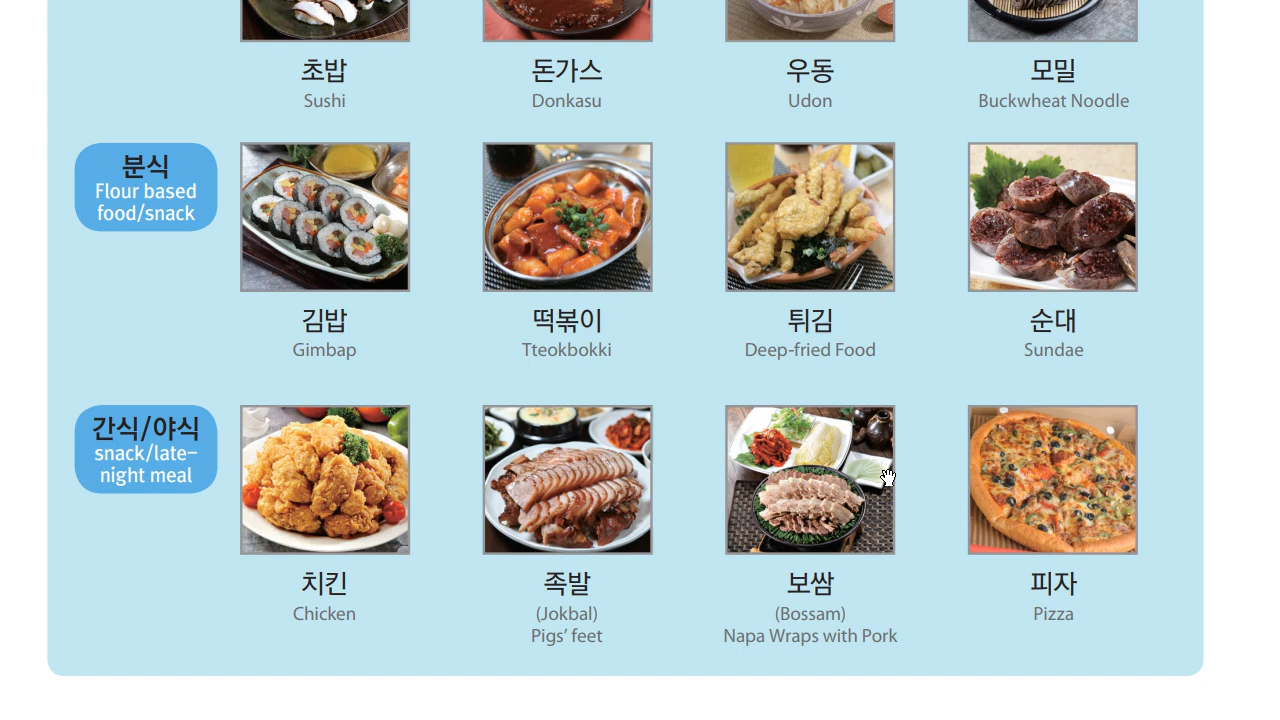 초밥
Sushi
돈가스
Donkasu
우동
Udon
모밀
Buckwheat Noodle
분식
Flour based
food/snack
김밥
Gimbap
떡볶이
Tteokbokki
튀김
Deep-fried Food
순대
Sundae
간식/야식
snack/late-
night meal
치킨
Chicken
족발
(Jokbal)
Pigs’ feet
보쌈
(Bossam)
Napa Wraps with Pork
피자
Pizza